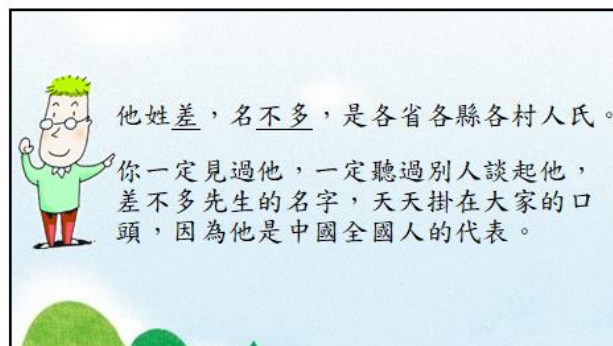 他姓差，名不多，是各省各縣各村人氏。
你一定見過他，一定聽過別人談起他，
差不多先生的名字，天天掛在大家的口
頭，因為他是中國全國人的代表。